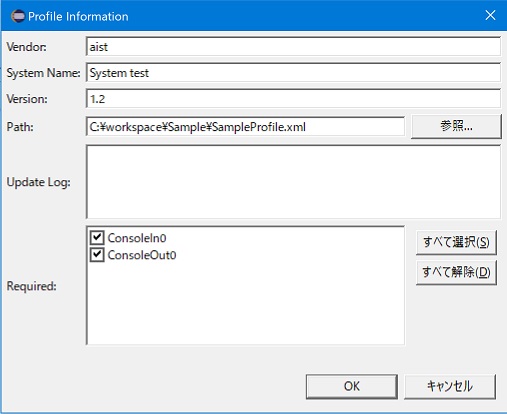 Profile Information
Vendor: aist
System Name: System test
Version: 1.2
Path: C:¥workspace¥Sample¥SampleProfile.xml 参照...
Update Log:
Required:
ConsoleIn0
ConsoleOut0
すべて選択(S)
すべて解除(D)
OK キャンセル